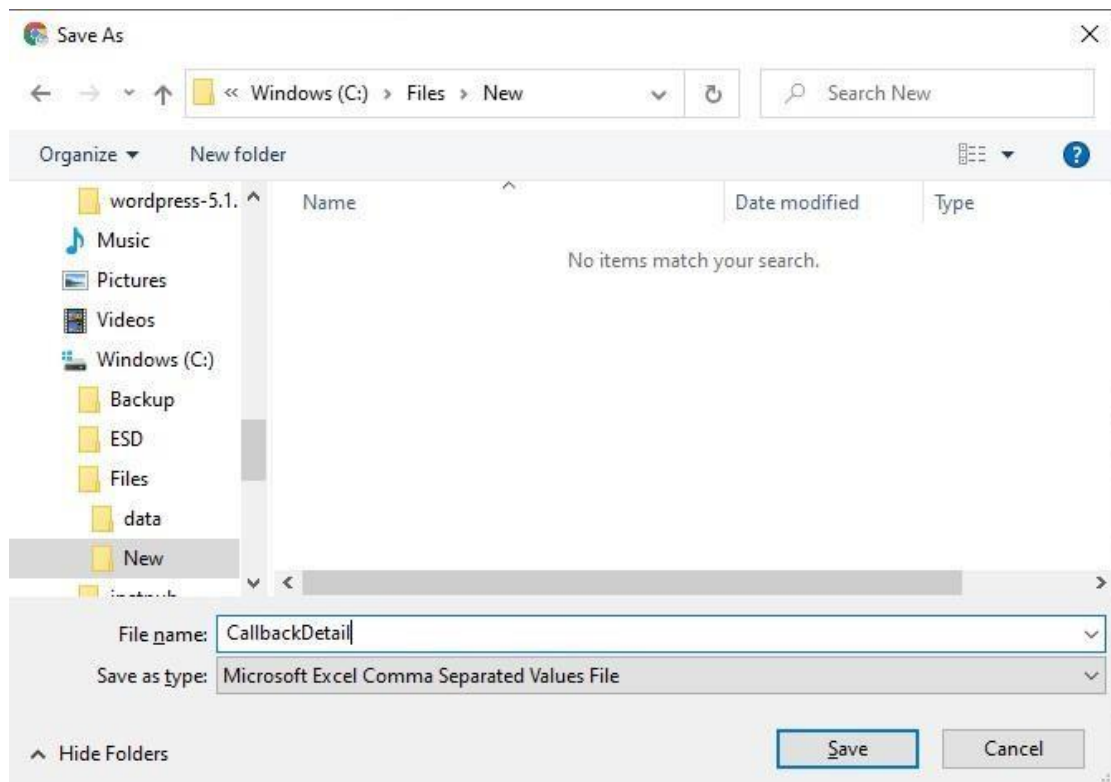 Save As
« Windows (C:) › Files › New
Search New
Organize
New folder
wordpress-5.1.
Music
Pictures
Videos
Windows (C:)
Backup
ESD
Files
data
New
Name
Date modified
Type
No items match your search.
File name: CallbackDetail
Save as type: Microsoft Excel Comma Separated Values File
Hide Folders
Save
Cancel